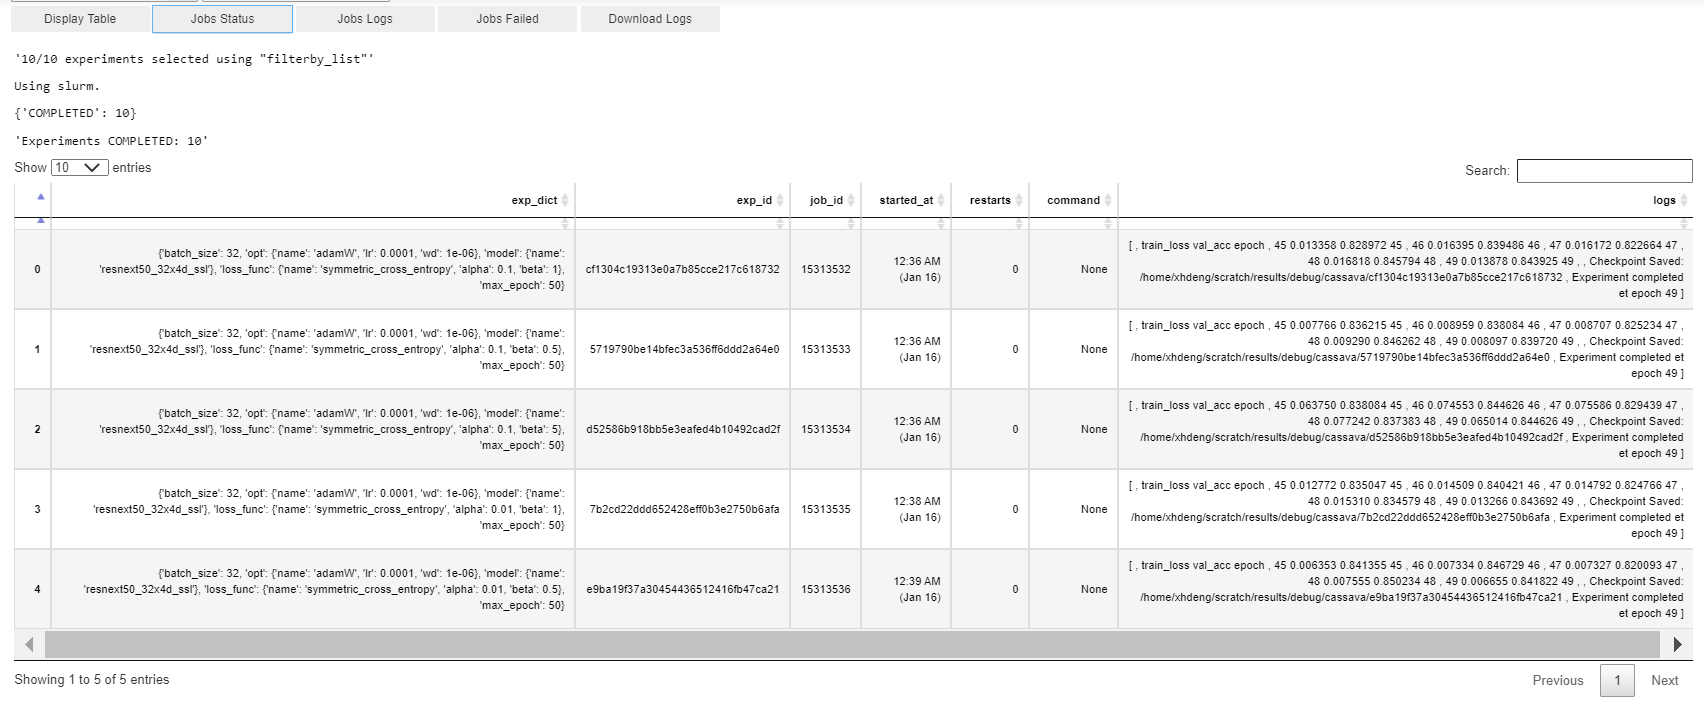 Display Table Jobs Status Jobs Logs Jobs Failed Download Logs
'10/10 experiments selected using "filterby_list"'
Using slurm.
{'COMPLETED': 10}
'Experiments COMPLETED: 10'
Show 10 entries Search:
exp_dict exp_id job_id started_at restarts command logs
0
{'batch_size': 32, 'opt': {'name': 'adamW', 'lr': 0.0001, 'wd': 1e-06}, 'model': {'name':
'resnext50_32x4d_ssl'}, 'loss_func': {'name': 'symmetric_cross_entropy', 'alpha': 0.1, 'beta': 1},
'max_epoch': 50}
cf1304c19313e0a7b85cce217c618732
15313532
12:36 AM
(Jan 16)
0
None
[ , train_loss val_acc epoch , 45 0.013358 0.828972 45 , 46 0.016395 0.839486 46 , 47 0.016172 0.822664 47 ,
48 0.016818 0.845794 48 , 49 0.013878 0.843925 49 , , Checkpoint Saved:
/home/xhdeng/scratch/results/debug/cassava/cf1304c19313e0a7b85cce217c618732 , Experiment completed
et epoch 49 ]
1
{'batch_size': 32, 'opt': {'name': 'adamW', 'lr': 0.0001, 'wd': 1e-06}, 'model': {'name':
'resnext50_32x4d_ssl'}, 'loss_func': {'name': 'symmetric_cross_entropy', 'alpha': 0.1, 'beta': 0.5},
'max_epoch': 50}
5719790be14bfec3a536ff6ddd2a64e0
15313533
12:36 AM
(Jan 16)
0
None
[ , train_loss val_acc epoch , 45 0.007766 0.836215 45 , 46 0.008959 0.838084 46 , 47 0.008707 0.825234 47 ,
48 0.009290 0.846262 48 , 49 0.008097 0.839720 49 , , Checkpoint Saved:
/home/xhdeng/scratch/results/debug/cassava/5719790be14bfec3a536ff6ddd2a64e0 , Experiment completed et
epoch 49 ]
2
{'batch_size': 32, 'opt': {'name': 'adamW', 'lr': 0.0001, 'wd': 1e-06}, 'model': {'name':
'resnext50_32x4d_ssl'}, 'loss_func': {'name': 'symmetric_cross_entropy', 'alpha': 0.1, 'beta': 5},
'max_epoch': 50}
d52586b918bb5e3eafed4b10492cad2f
15313534
12:36 AM
(Jan 16)
0
None
[ , train_loss val_acc epoch , 45 0.063750 0.838084 45 , 46 0.074553 0.844626 46 , 47 0.075586 0.829439 47 ,
48 0.077242 0.837383 48 , 49 0.065014 0.844626 49 , , Checkpoint Saved:
/home/xhdeng/scratch/results/debug/cassava/d52586b918bb5e3eafed4b10492cad2f , Experiment completed
et epoch 49 ]
3
{'batch_size': 32, 'opt': {'name': 'adamW', 'lr': 0.0001, 'wd': 1e-06}, 'model': {'name':
'resnext50_32x4d_ssl'}, 'loss_func': {'name': 'symmetric_cross_entropy', 'alpha': 0.01, 'beta': 1},
'max_epoch': 50}
7b2cd22ddd652428eff0b3e2750b6afa
15313535
12:38 AM
(Jan 16)
0
None
[ , train_loss val_acc epoch , 45 0.012772 0.835047 45 , 46 0.014509 0.840421 46 , 47 0.014792 0.824766 47 ,
48 0.015310 0.834579 48 , 49 0.013266 0.843692 49 , , Checkpoint Saved:
/home/xhdeng/scratch/results/debug/cassava/7b2cd22ddd652428eff0b3e2750b6afa , Experiment completed et
epoch 49 ]
4
{'batch_size': 32, 'opt': {'name': 'adamW', 'lr': 0.0001, 'wd': 1e-06}, 'model': {'name':
'resnext50_32x4d_ssl'}, 'loss_func': {'name': 'symmetric_cross_entropy', 'alpha': 0.01, 'beta': 0.5},
'max_epoch': 50}
e9ba19f37a30454436512416fb47ca21
15313536
12:39 AM
(Jan 16)
0
None
[ , train_loss val_acc epoch , 45 0.006353 0.841355 45 , 46 0.007334 0.846729 46 , 47 0.007327 0.820093 47 ,
48 0.007555 0.850234 48 , 49 0.006655 0.841822 49 , , Checkpoint Saved:
/home/xhdeng/scratch/results/debug/cassava/e9ba19f37a30454436512416fb47ca21 , Experiment completed
et epoch 49 ]
Showing 1 to 5 of 5 entries Previous 1 Next